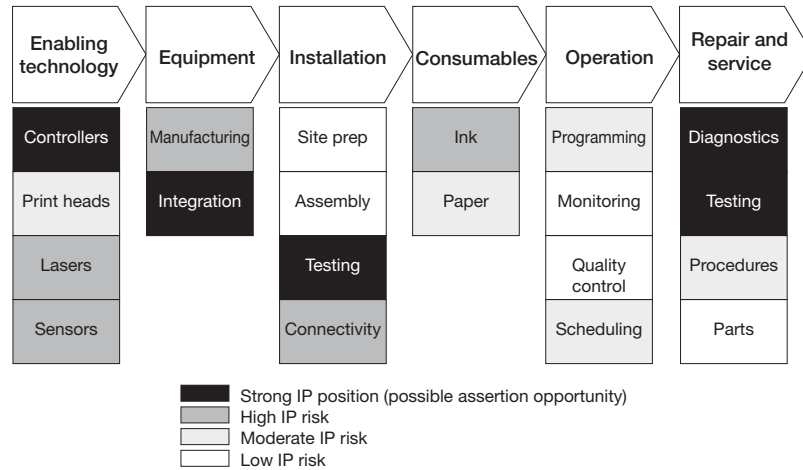 Enabling
technology
Equipment
Installation
Consumables
Operation
Repair and
service
Controllers
Manufacturing
Site prep
Ink
Programming
Diagnostics
Print heads
Integration
Assembly
Paper
Monitoring
Testing
Lasers
Testing
Quality
control
Procedures
Sensors
Connectivity
Scheduling
Parts
Strong IP position (possible assertion opportunity)
High IP risk
Moderate IP risk
Low IP risk